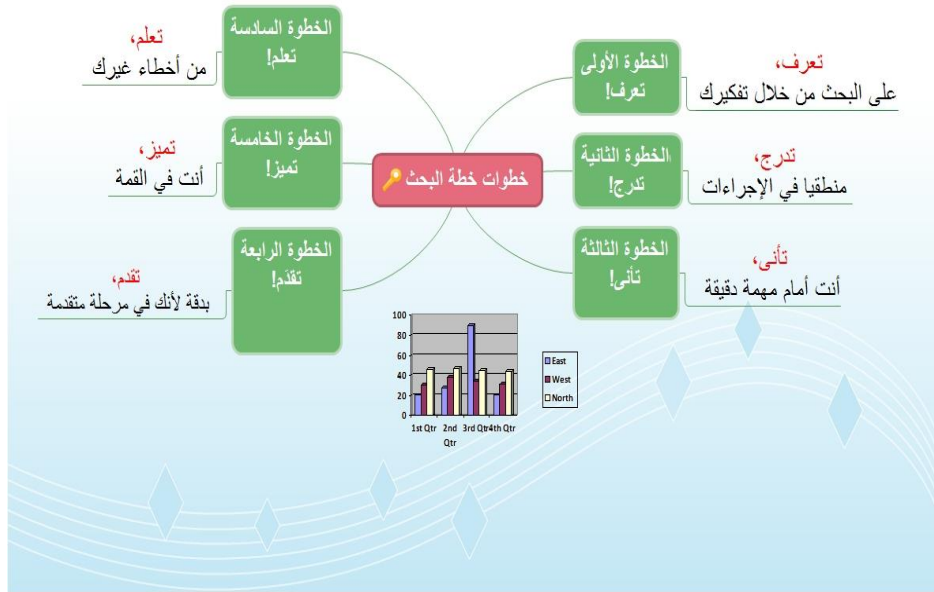 خطوات خطة البحث
الخطوة الأولى
تعرف!
تعرف،
على البحث من خلال تفكيرك
الخطوة الثانية
تدرج!
تدرج،
منطقيا في الإجراءات
الخطوة الثالثة
تأنى!
تأنى،
أنت أمام مهمة دقيقة
الخطوة الرابعة
تقدّم!
تقدم،
بدقة لأنك في مرحلة متقدمة
الخطوة الخامسة
تميز!
تميز،
أنت في القمة
الخطوة السادسة
تعلم!
تعلم،
من أخطاء غيرك
100
80
60
40
20
0
1st Qtr 2nd Qtr 3rd Qtr 4th Qtr
East
West
North